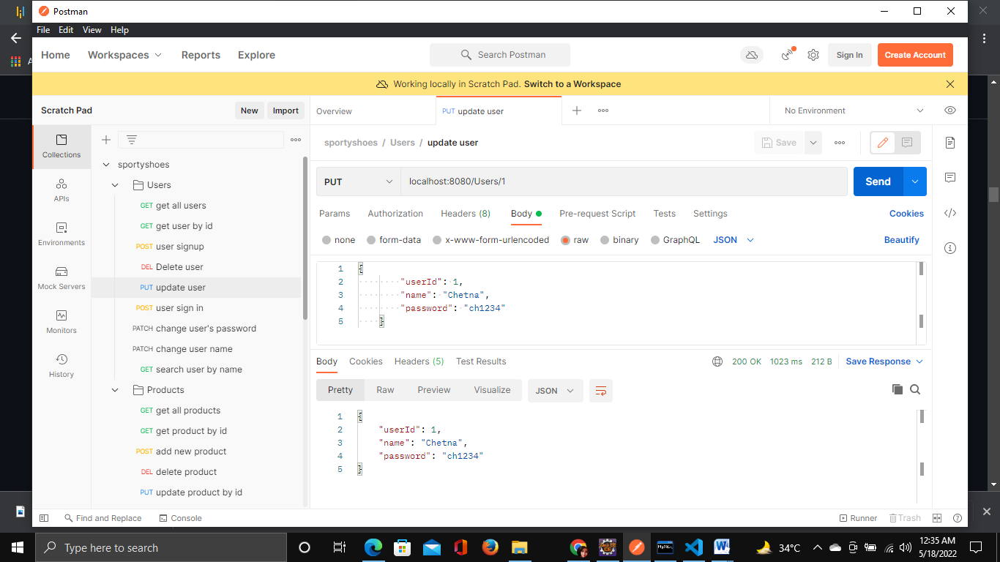 Postman
File Edit View Help
Home Workspaces Reports Explore Search Postman Sign In Create Account
Working locally in Scratch Pad. Switch to a Workspace
Scratch Pad New Import
Overview PUT update user No Environment
Collections
APIs
Environments
Mock Servers
Monitors
History
sportyshoes
Users
GET get all users
GET get user by id
POST user signup
DEL Delete user
PUT update user
POST user sign in
PATCH change user's password
PATCH change user name
GET search user by name
Products
GET get all products
GET get product by id
POST add new product
DEL delete product
PUT update product by id
sportyshoes / Users / update user Save
PUT localhost:8080/Users/1 Send
Params Authorization Headers (8) Body Pre-request Script Tests Settings Cookies
none form-data x-www-form-urlencoded raw binary GraphQL JSON Beautify
1 {
2 "userId": 1,
3 "name": "Chetna",
4 "password": "ch1234"
5 }
Body Cookies Headers (5) Test Results 200 OK 1023 ms 212 B Save Response
Pretty Raw Preview Visualize JSON
1 {
2 "userId": 1,
3 "name": "Chetna",
4 "password": "ch1234"
5 }
Find and Replace Console Runner Trash
Type here to search 34°C 12:35 AM
5/18/2022